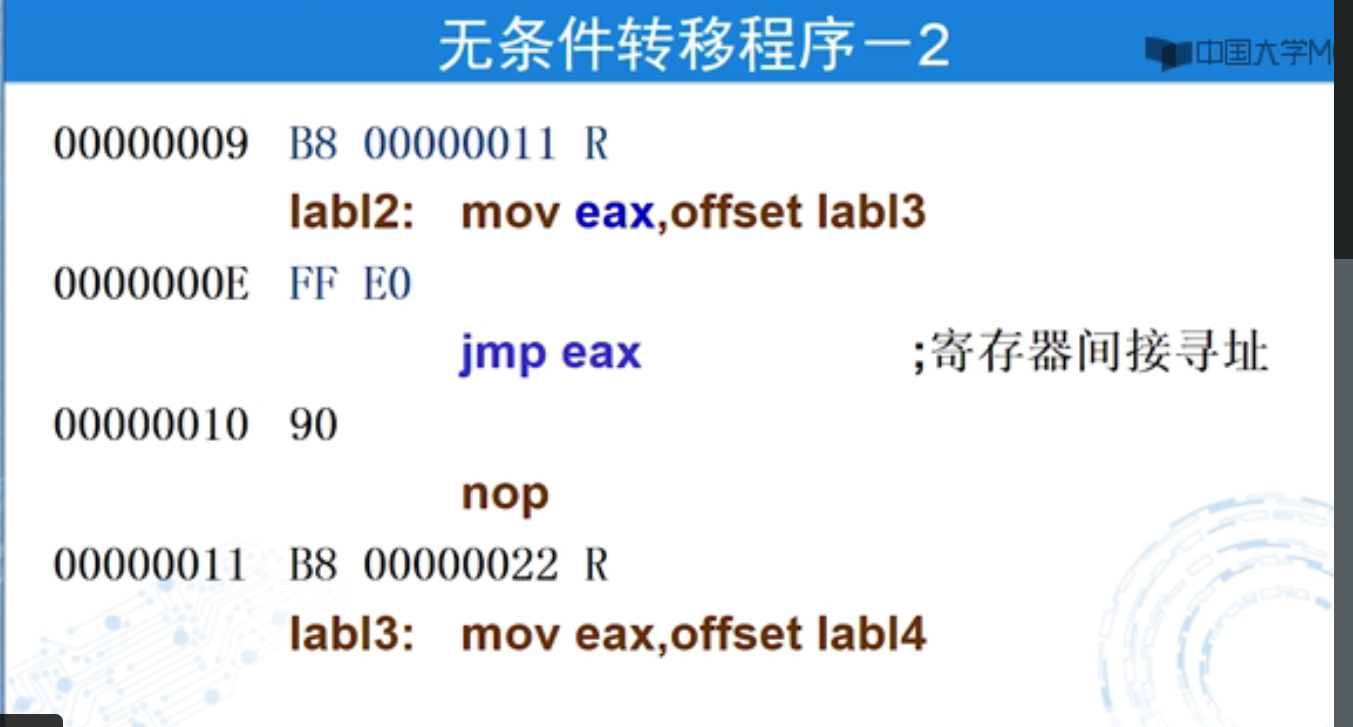 无条件转移程序－2
中国大学M
00000009 B8 00000011 R
labl2: mov eax,offset labl3
0000000E FF E0
jmp eax ;寄存器间接寻址
00000010 90
nop
00000011 B8 00000022 R
labl3: mov eax,offset labl4